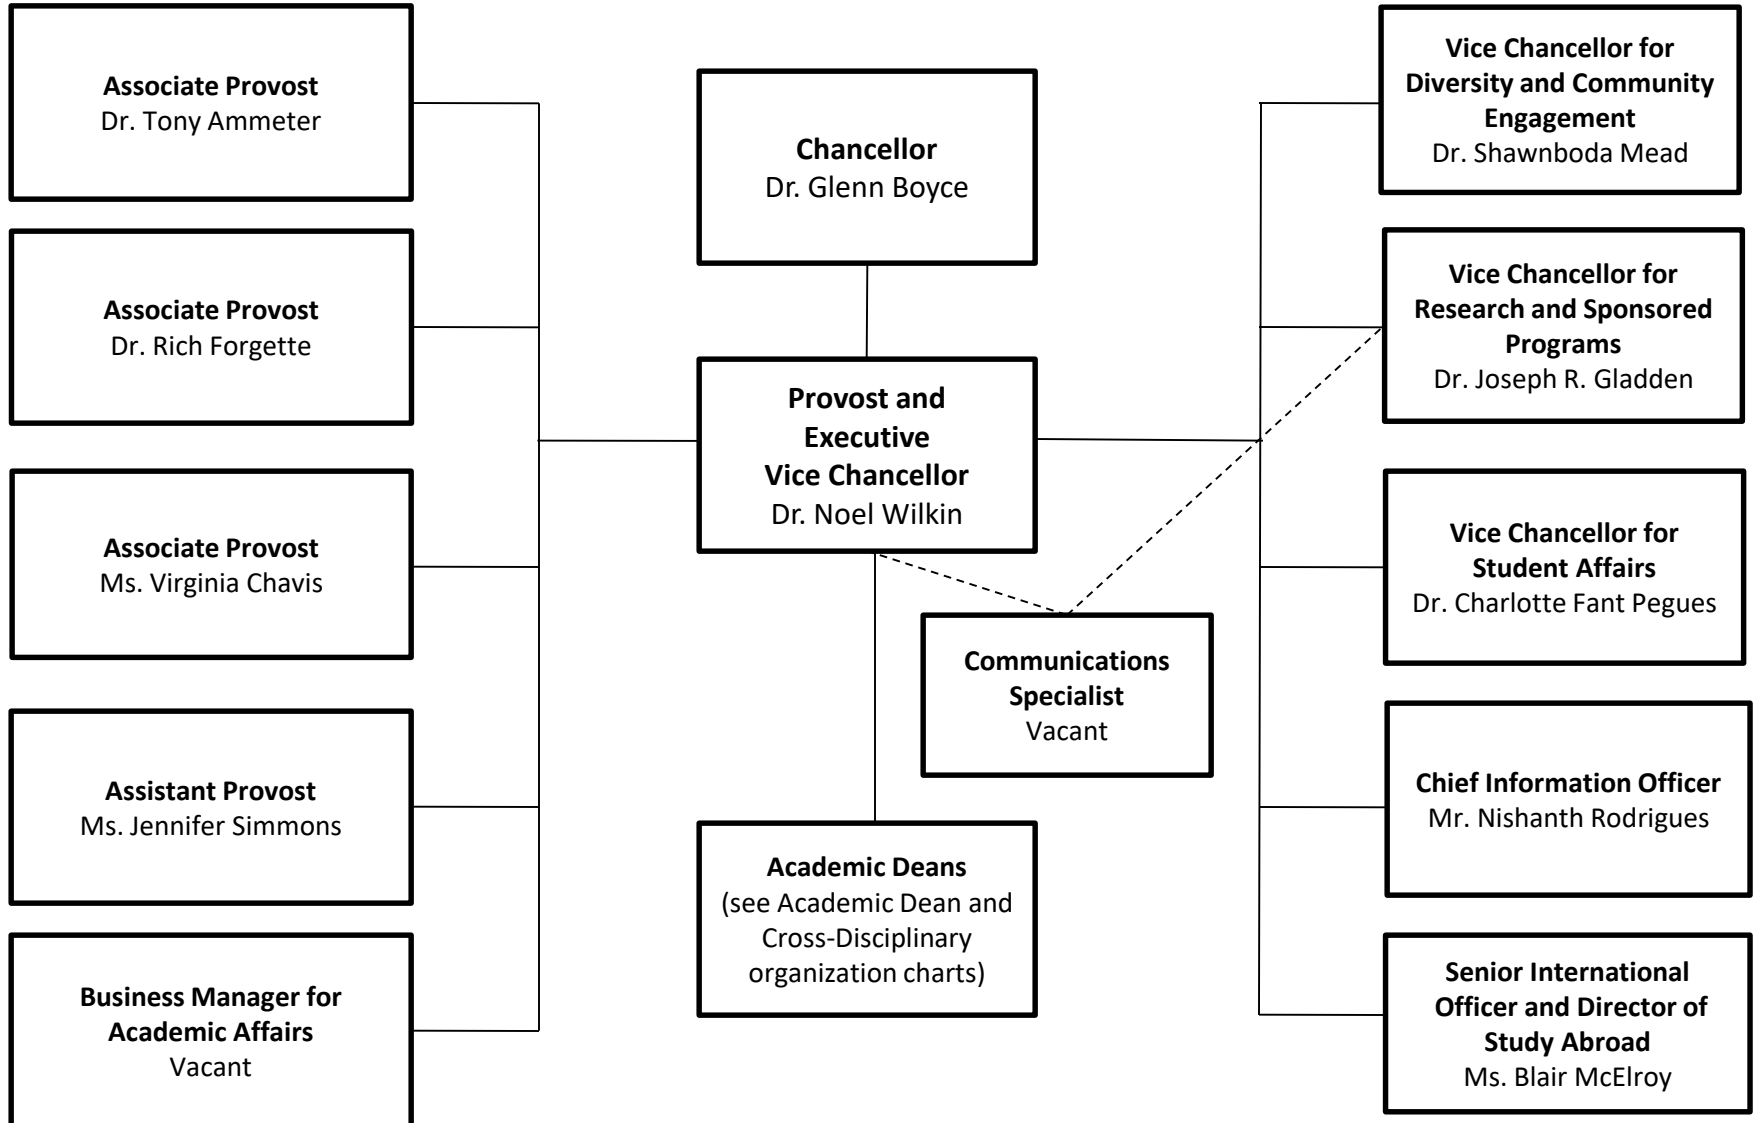 Associate Provost
Dr. Tony Ammeter
Associate Provost
Dr. Rich Forgette
Associate Provost
Ms. Virginia Chavis
Assistant Provost
Ms. Jennifer Simmons
Business Manager for
Academic Affairs
Vacant
Chancellor
Dr. Glenn Boyce
Provost and
Executive
Vice Chancellor
Dr. Noel Wilkin
Communications
Specialist
Vacant
Academic Deans
(see Academic Dean and
Cross-Disciplinary
organization charts)
Vice Chancellor for
Diversity and Community
Engagement
Dr. Shawnboda Mead
Vice Chancellor for
Research and Sponsored
Programs
Dr. Joseph R. Gladden
Vice Chancellor for
Student Affairs
Dr. Charlotte Fant Pegues
Chief Information Officer
Mr. Nishanth Rodrigues
Senior International
Officer and Director of
Study Abroad
Ms. Blair McElroy